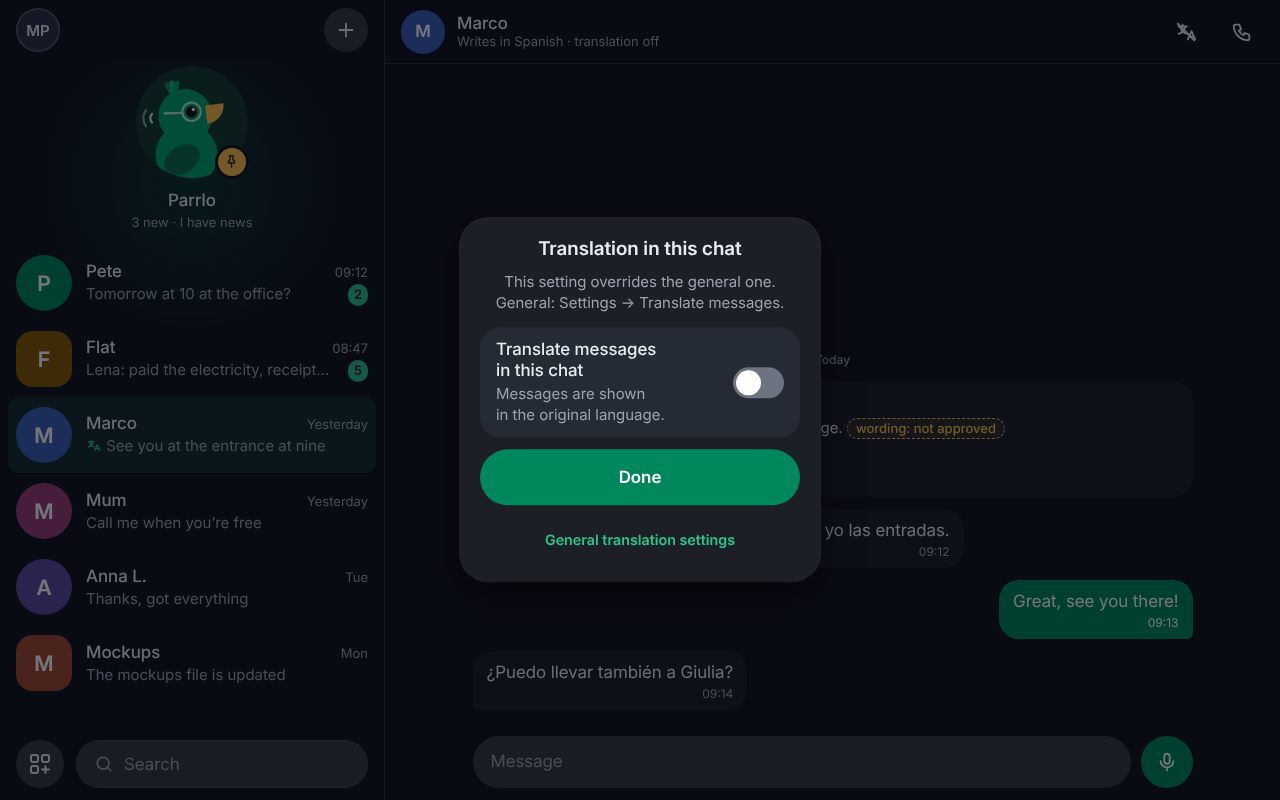 MP
Parrlo
3 new · I have news
P
Pete
09:12
Tomorrow at 10 at the office?
2
F
Flat
08:47
Lena: paid the electricity, receipt...
5
M
Marco
Yesterday
See you at the entrance at nine
M
Mum
Yesterday
Call me when you're free
A
Anna L.
Tue
Thanks, got everything
M
Mockups
Mon
The mockups file is updated
Search
M
Marco
Writes in Spanish · translation off
Translation in this chat
This setting overrides the general one.
General: Settings → Translate messages.
Translate messages
in this chat
Messages are shown
in the original language.
Done
General translation settings
wording: not approved
yo las entradas.
09:12
Great, see you there!
09:13
¿Puedo llevar también a Giulia?
09:14
Message